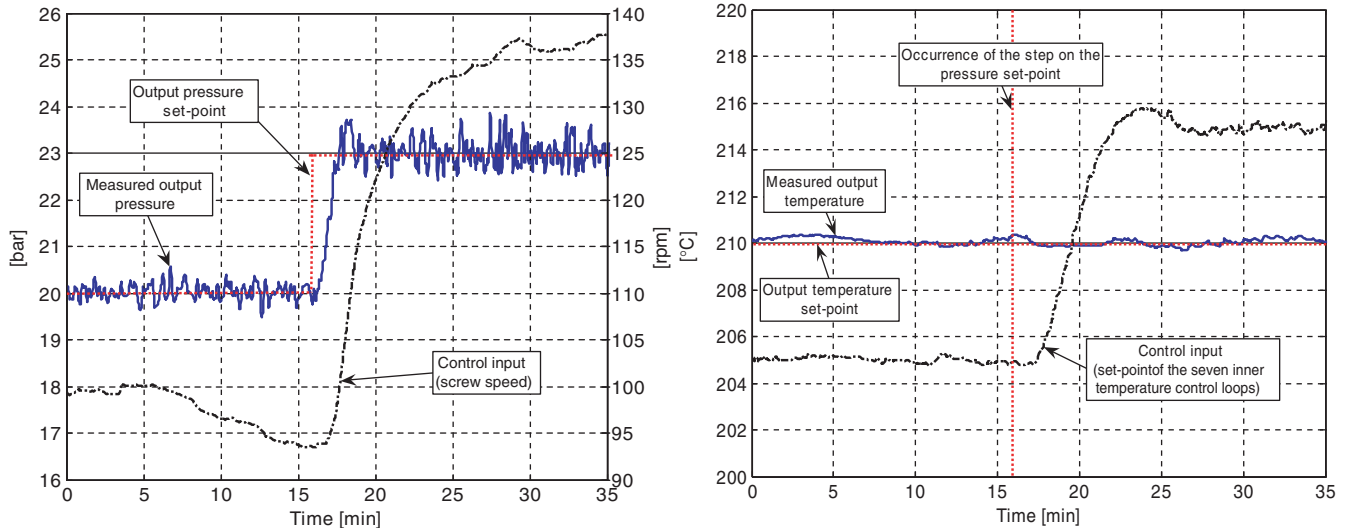 26
25
24
23
22
21
20
19
18
17
16
[bar]
140
135
130
125
120
115
110
105
100
95
90
[rpm]
0 5 10 15 20 25 30 35
Time [min]
Output pressure
set-point
Measured output
pressure
Control input
(screw speed)
220
218
216
214
212
210
208
206
204
202
200
[°C]
0 5 10 15 20 25 30 35
Time [min]
Occurrence of the step on the
pressure set-point
Measured output
temperature
Output temperature
set-point
Control input
(set-pointof the seven inner
temperature control loops)